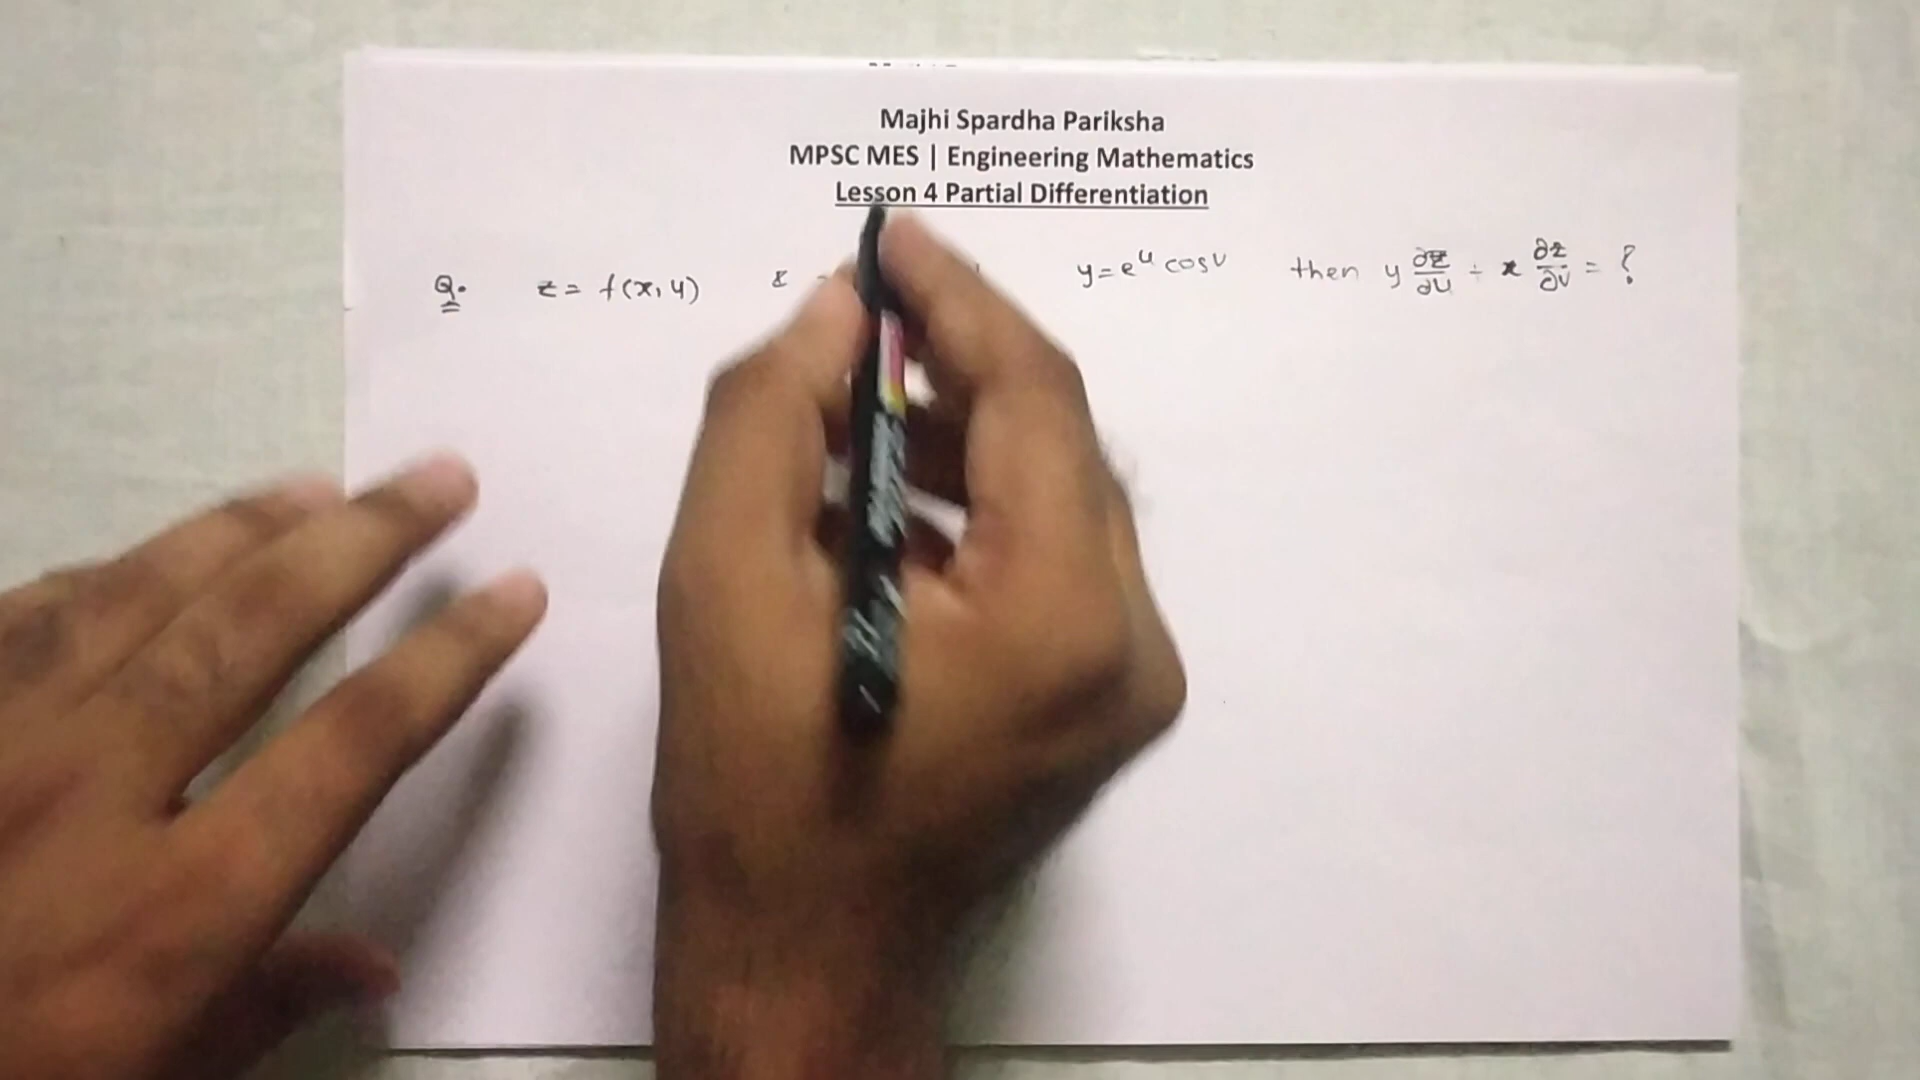 Majhi Spardha Pariksha
MPSC MES | Engineering Mathematics
Lesson 4 Partial Differentiation
Q. z = f(x, y) & y = e^u cos v then y ∂z/∂u + x ∂z/∂v = ?